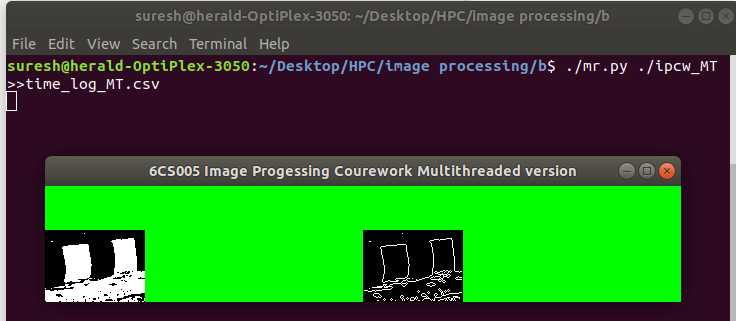 suresh@herald-OptiPlex-3050: ~/Desktop/HPC/image processing/b
File Edit View Search Terminal Help
suresh@herald-OptiPlex-3050:~/Desktop/HPC/image processing/b$ ./mr.py ./ipcw_MT
>>time_log_MT.csv
6CS005 Image Progessing Courework Multithreaded version